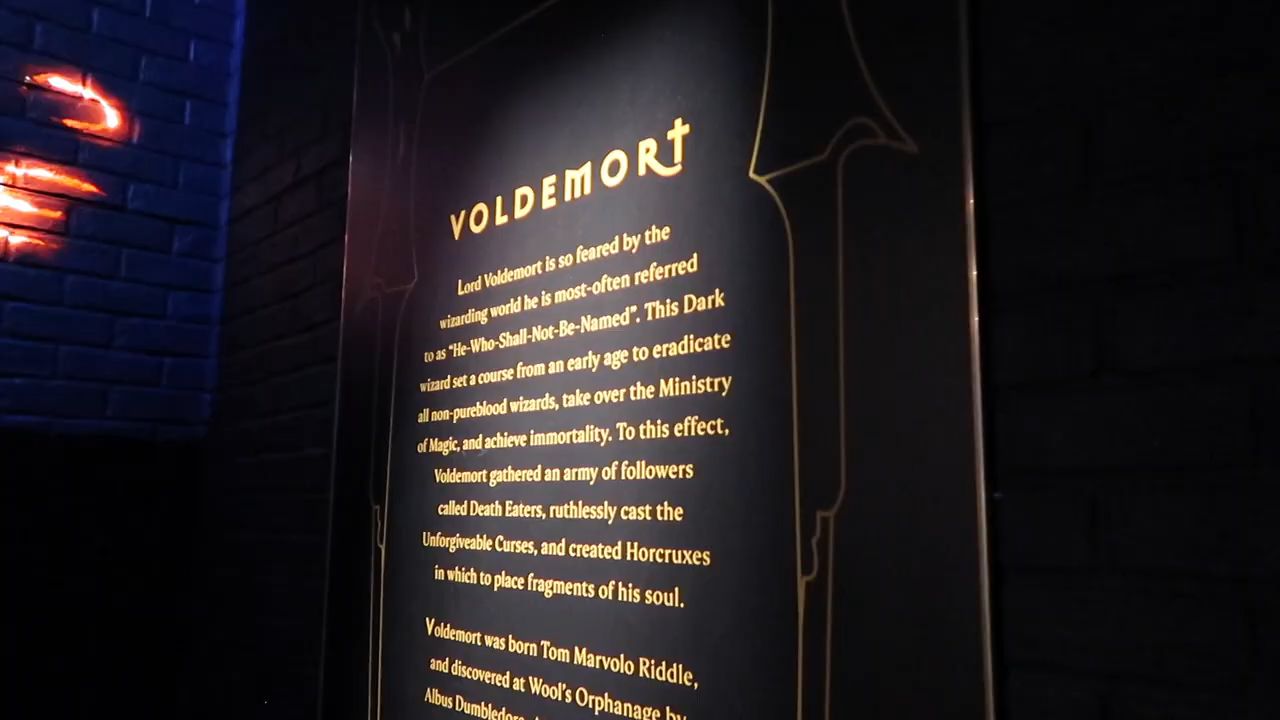 VOLDEMORT
Lord Voldemort is so feared by the
wizarding world he is most-often referred
to as “He-Who-Shall-Not-Be-Named”. This Dark
wizard set a course from an early age to eradicate
all non-pureblood wizards, take over the Ministry
of Magic, and achieve immortality. To this effect,
Voldemort gathered an army of followers
called Death Eaters, ruthlessly cast the
Unforgiveable Curses, and created Horcruxes
in which to place fragments of his soul.
Voldemort was born Tom Marvolo Riddle,
and discovered at Wool's Orphanage by
Albus Dumbledore